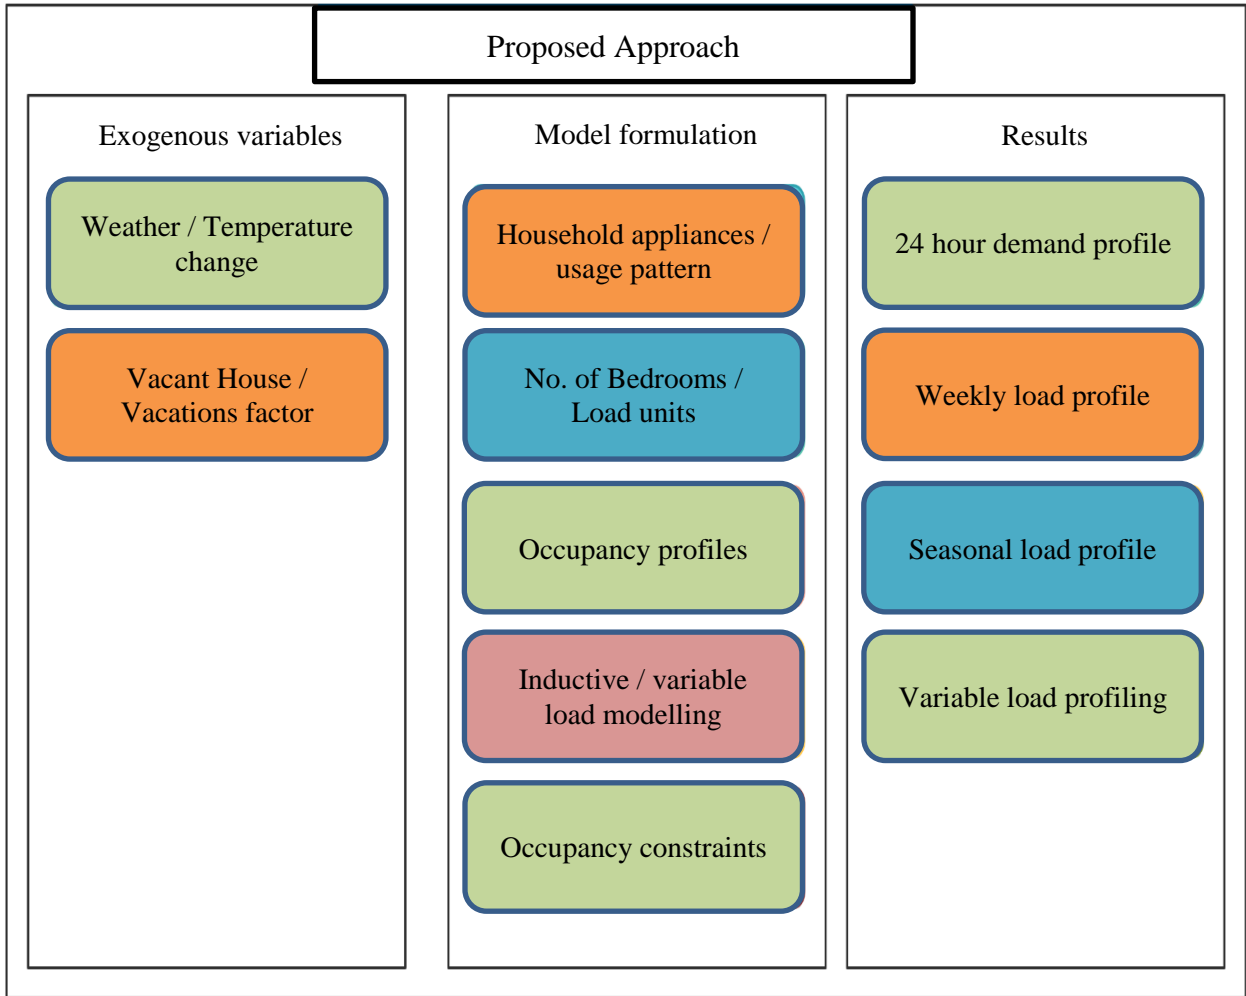 Proposed Approach
Exogenous variables
Weather / Temperature
change
Vacant House /
Vacations factor
Model formulation
Household appliances /
usage pattern
No. of Bedrooms /
Load units
Occupancy profiles
Inductive / variable
load modelling
Occupancy constraints
Results
24 hour demand profile
Weekly load profile
Seasonal load profile
Variable load profiling